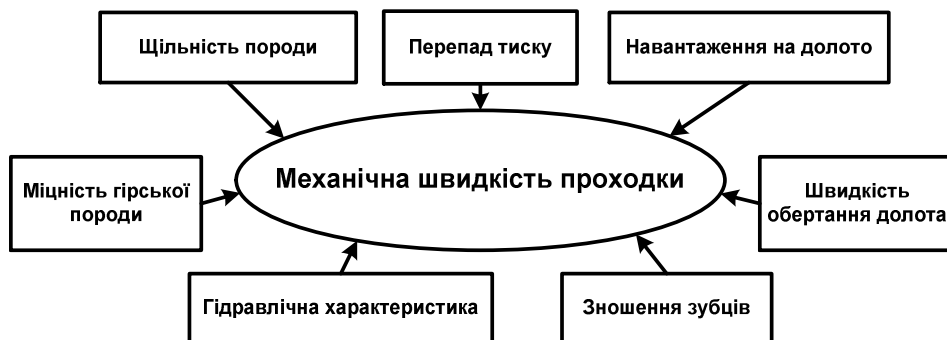 Щільність породи
Перепад тиску
Навантаження на долото
Механічна швидкість проходки
Міцність гірської
породи
Швидкість
обертання долота
Гідравлічна характеристика
Зношення зубців